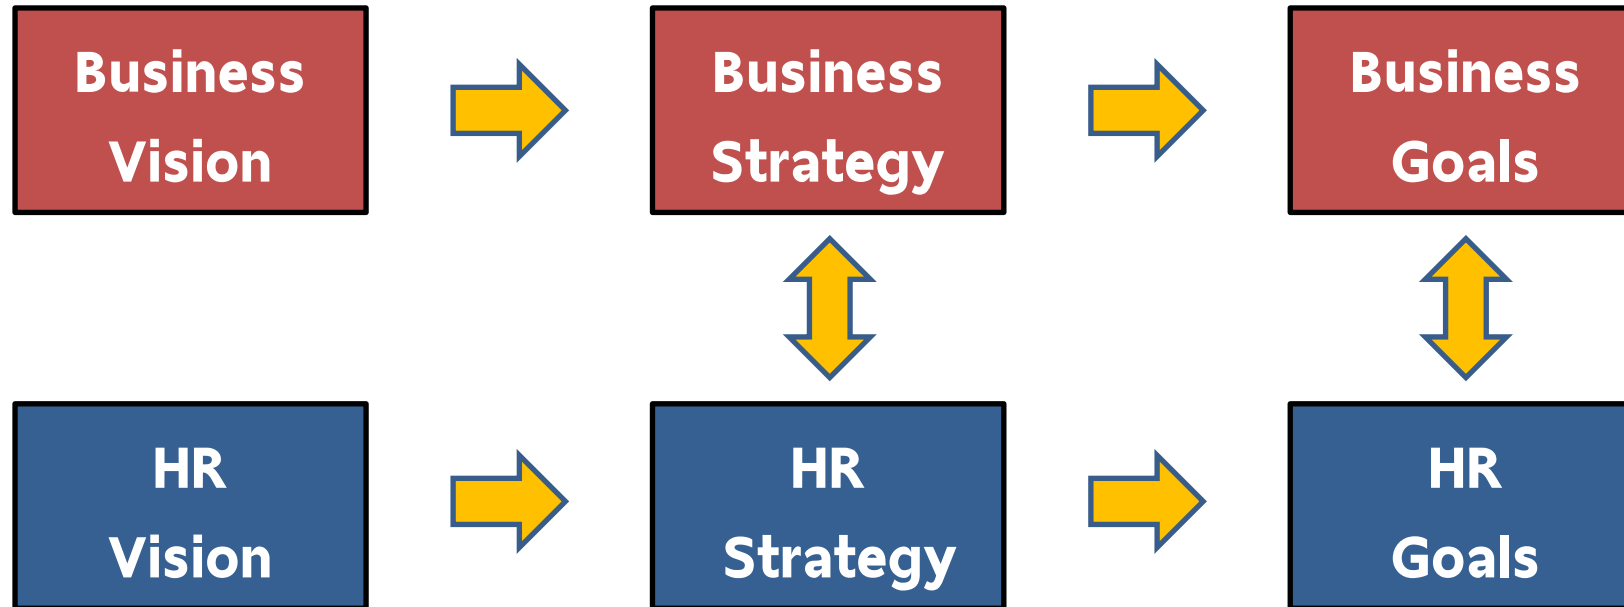 Business
Vision
Business
Strategy
Business
Goals
HR
Vision
HR
Strategy
HR
Goals